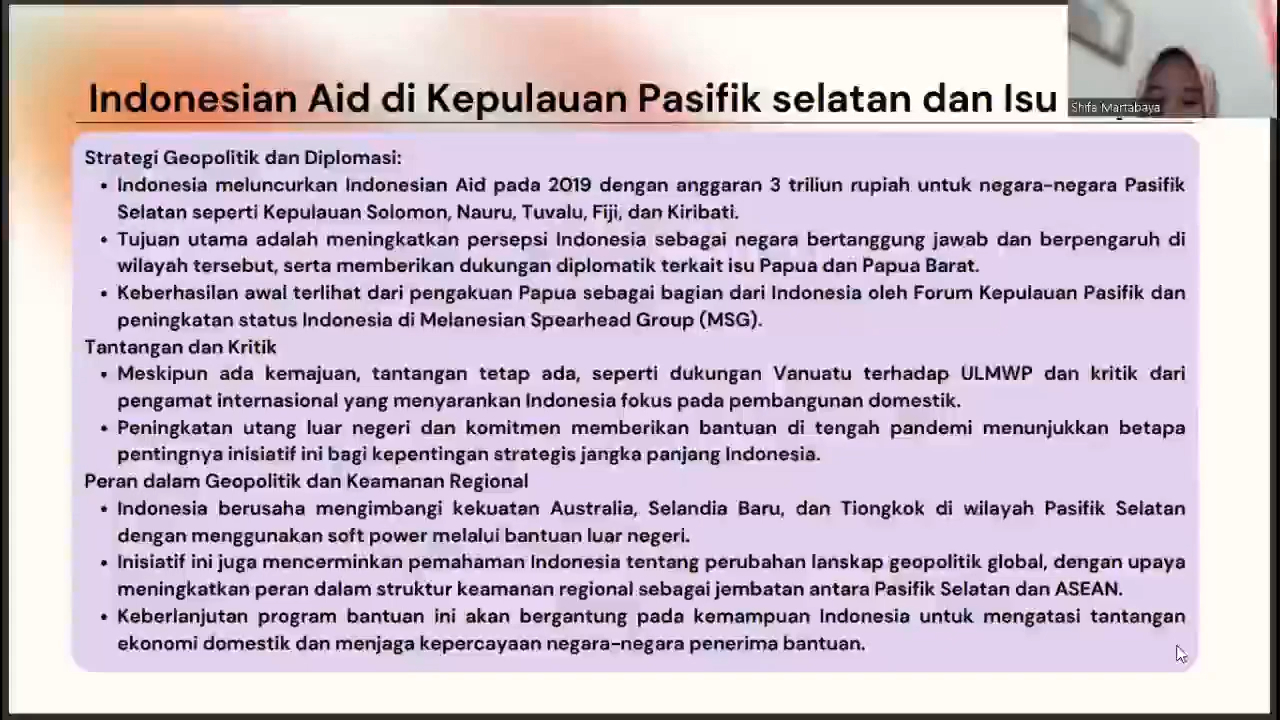 Indonesian Aid di Kepulauan Pasifik selatan dan Isu
Shifa Martabaya
Strategi Geopolitik dan Diplomasi:
• Indonesia meluncurkan Indonesian Aid pada 2019 dengan anggaran 3 triliun rupiah untuk negara-negara Pasifik
Selatan seperti Kepulauan Solomon, Nauru, Tuvalu, Fiji, dan Kiribati.
• Tujuan utama adalah meningkatkan persepsi Indonesia sebagai negara bertanggung jawab dan berpengaruh di
wilayah tersebut, serta memberikan dukungan diplomatik terkait isu Papua dan Papua Barat.
• Keberhasilan awal terlihat dari pengakuan Papua sebagai bagian dari Indonesia oleh Forum Kepulauan Pasifik dan
peningkatan status Indonesia di Melanesian Spearhead Group (MSG).
Tantangan dan Kritik
• Meskipun ada kemajuan, tantangan tetap ada, seperti dukungan Vanuatu terhadap ULMWP dan kritik dari
pengamat internasional yang menyarankan Indonesia fokus pada pembangunan domestik.
• Peningkatan utang luar negeri dan komitmen memberikan bantuan di tengah pandemi menunjukkan betapa
pentingnya inisiatif ini bagi kepentingan strategis jangka panjang Indonesia.
Peran dalam Geopolitik dan Keamanan Regional
• Indonesia berusaha mengimbangi kekuatan Australia, Selandia Baru, dan Tiongkok di wilayah Pasifik Selatan
dengan menggunakan soft power melalui bantuan luar negeri.
• Inisiatif ini juga mencerminkan pemahaman Indonesia tentang perubahan lanskap geopolitik global, dengan upaya
meningkatkan peran dalam struktur keamanan regional sebagai jembatan antara Pasifik Selatan dan ASEAN.
• Keberlanjutan program bantuan ini akan bergantung pada kemampuan Indonesia untuk mengatasi tantangan
ekonomi domestik dan menjaga kepercayaan negara-negara penerima bantuan.